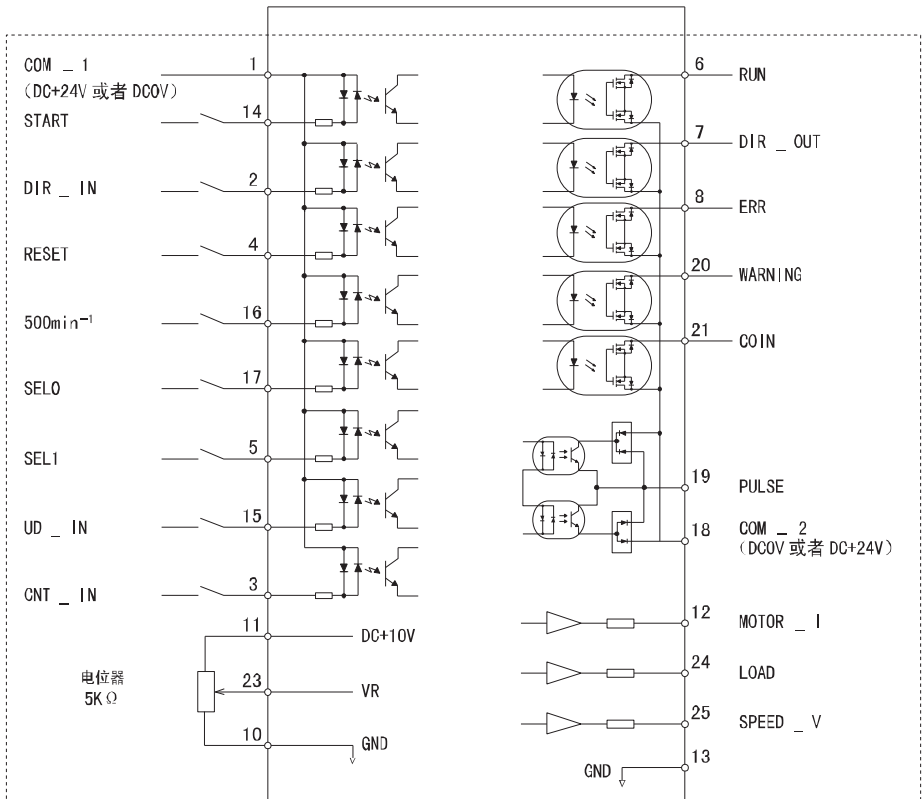 COM _ 1
1
(DC+24V 或者 DC0V)
START
14
DIR _ IN
2
RESET
4
500min⁻¹
16
SEL0
17
SEL1
5
UD _ IN
15
CNT _ IN
3
11
DC+10V
电位器
5KΩ
23
VR
10
GND
6
RUN
7
DIR _ OUT
8
ERR
20
WARNING
21
COIN
19
PULSE
18
COM _ 2
(DC0V 或者 DC+24V)
12
MOTOR _ I
24
LOAD
25
SPEED _ V
13
GND